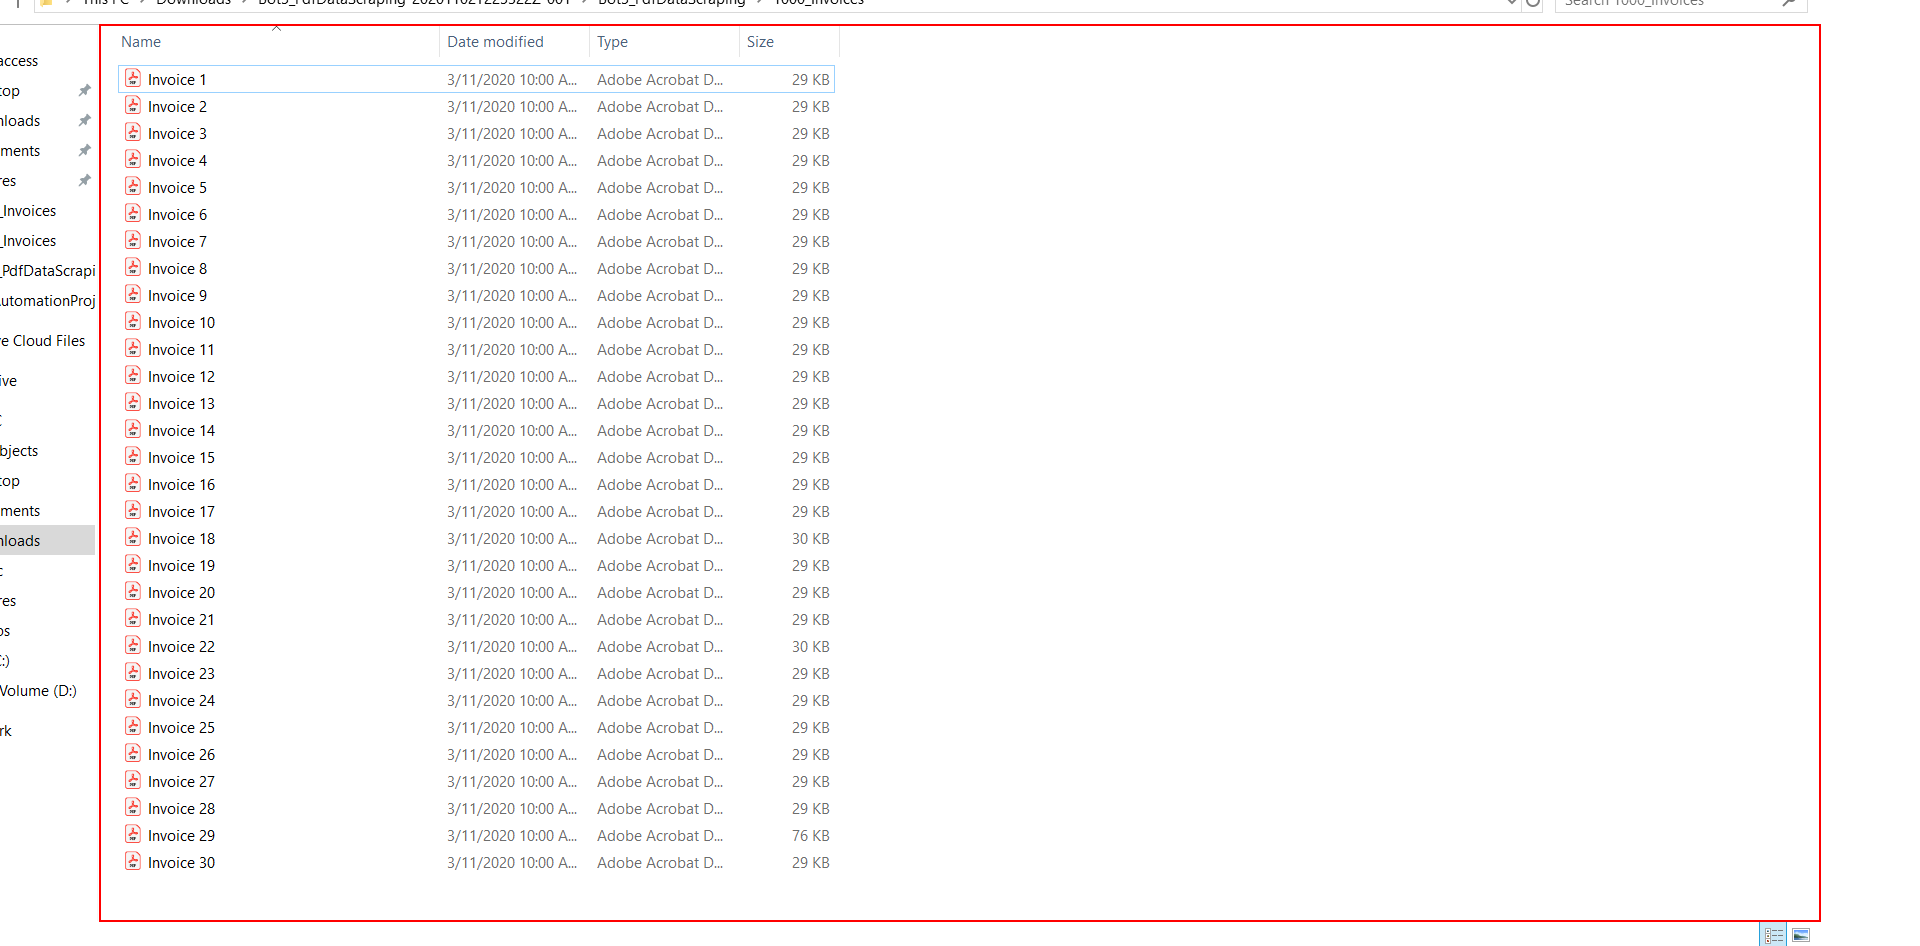 This PC > Downloads > Bot3_PdfDataScraping-20201110212253222-001 > Bot3_PdfDataScraping > 1000_Invoices
Search 1000_Invoices
Name Date modified Type Size
access
top
nloads
ments
res
_Invoices
_Invoices
_PdfDataScrapi
utomationProj
ve Cloud Files
ive
bjects
top
ments
nloads
res
os
C:)
Volume (D:)
rk
Invoice 1 3/11/2020 10:00 A... Adobe Acrobat D... 29 KB
Invoice 2 3/11/2020 10:00 A... Adobe Acrobat D... 29 KB
Invoice 3 3/11/2020 10:00 A... Adobe Acrobat D... 29 KB
Invoice 4 3/11/2020 10:00 A... Adobe Acrobat D... 29 KB
Invoice 5 3/11/2020 10:00 A... Adobe Acrobat D... 29 KB
Invoice 6 3/11/2020 10:00 A... Adobe Acrobat D... 29 KB
Invoice 7 3/11/2020 10:00 A... Adobe Acrobat D... 29 KB
Invoice 8 3/11/2020 10:00 A... Adobe Acrobat D... 29 KB
Invoice 9 3/11/2020 10:00 A... Adobe Acrobat D... 29 KB
Invoice 10 3/11/2020 10:00 A... Adobe Acrobat D... 29 KB
Invoice 11 3/11/2020 10:00 A... Adobe Acrobat D... 29 KB
Invoice 12 3/11/2020 10:00 A... Adobe Acrobat D... 29 KB
Invoice 13 3/11/2020 10:00 A... Adobe Acrobat D... 29 KB
Invoice 14 3/11/2020 10:00 A... Adobe Acrobat D... 29 KB
Invoice 15 3/11/2020 10:00 A... Adobe Acrobat D... 29 KB
Invoice 16 3/11/2020 10:00 A... Adobe Acrobat D... 29 KB
Invoice 17 3/11/2020 10:00 A... Adobe Acrobat D... 29 KB
Invoice 18 3/11/2020 10:00 A... Adobe Acrobat D... 30 KB
Invoice 19 3/11/2020 10:00 A... Adobe Acrobat D... 29 KB
Invoice 20 3/11/2020 10:00 A... Adobe Acrobat D... 29 KB
Invoice 21 3/11/2020 10:00 A... Adobe Acrobat D... 29 KB
Invoice 22 3/11/2020 10:00 A... Adobe Acrobat D... 30 KB
Invoice 23 3/11/2020 10:00 A... Adobe Acrobat D... 29 KB
Invoice 24 3/11/2020 10:00 A... Adobe Acrobat D... 29 KB
Invoice 25 3/11/2020 10:00 A... Adobe Acrobat D... 29 KB
Invoice 26 3/11/2020 10:00 A... Adobe Acrobat D... 29 KB
Invoice 27 3/11/2020 10:00 A... Adobe Acrobat D... 29 KB
Invoice 28 3/11/2020 10:00 A... Adobe Acrobat D... 29 KB
Invoice 29 3/11/2020 10:00 A... Adobe Acrobat D... 76 KB
Invoice 30 3/11/2020 10:00 A... Adobe Acrobat D... 29 KB